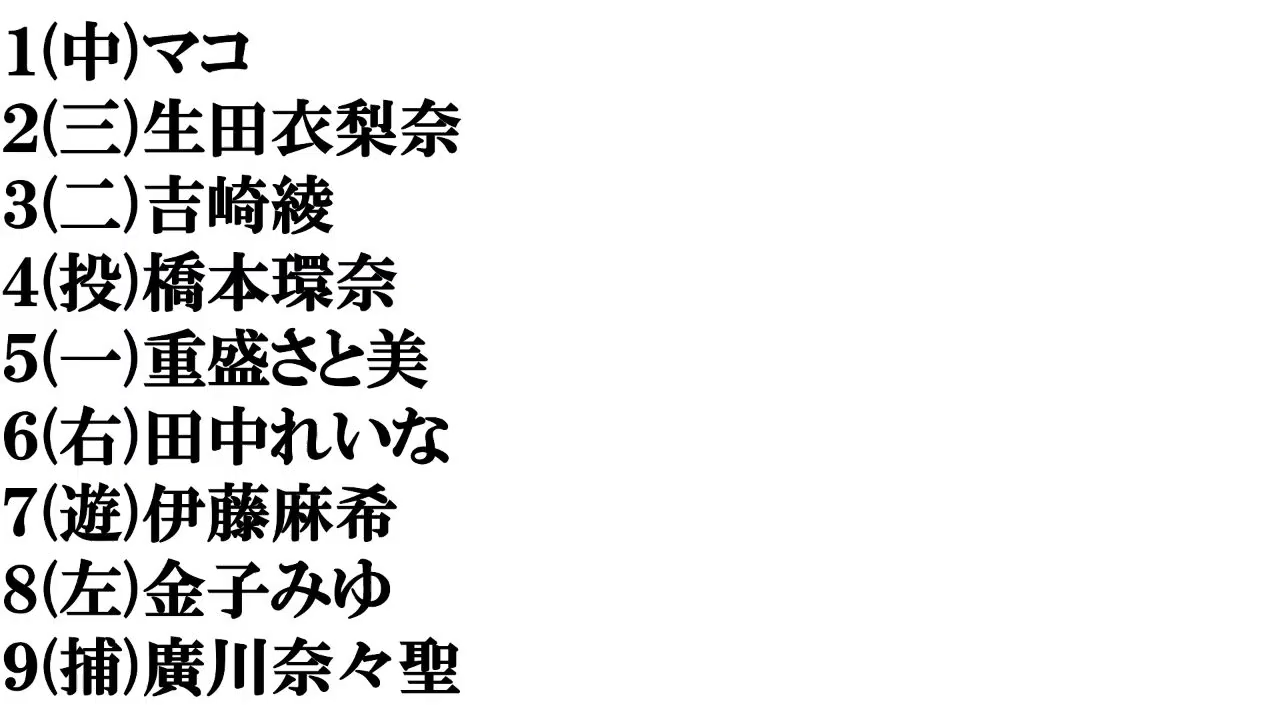 1(中)マコ
2(三)生田衣梨奈
3(二)吉崎綾
4(投)橋本環奈
5(一)重盛さと美
6(右)田中れいな
7(遊)伊藤麻希
8(左)金子みゆ
9(捕)廣川奈々聖